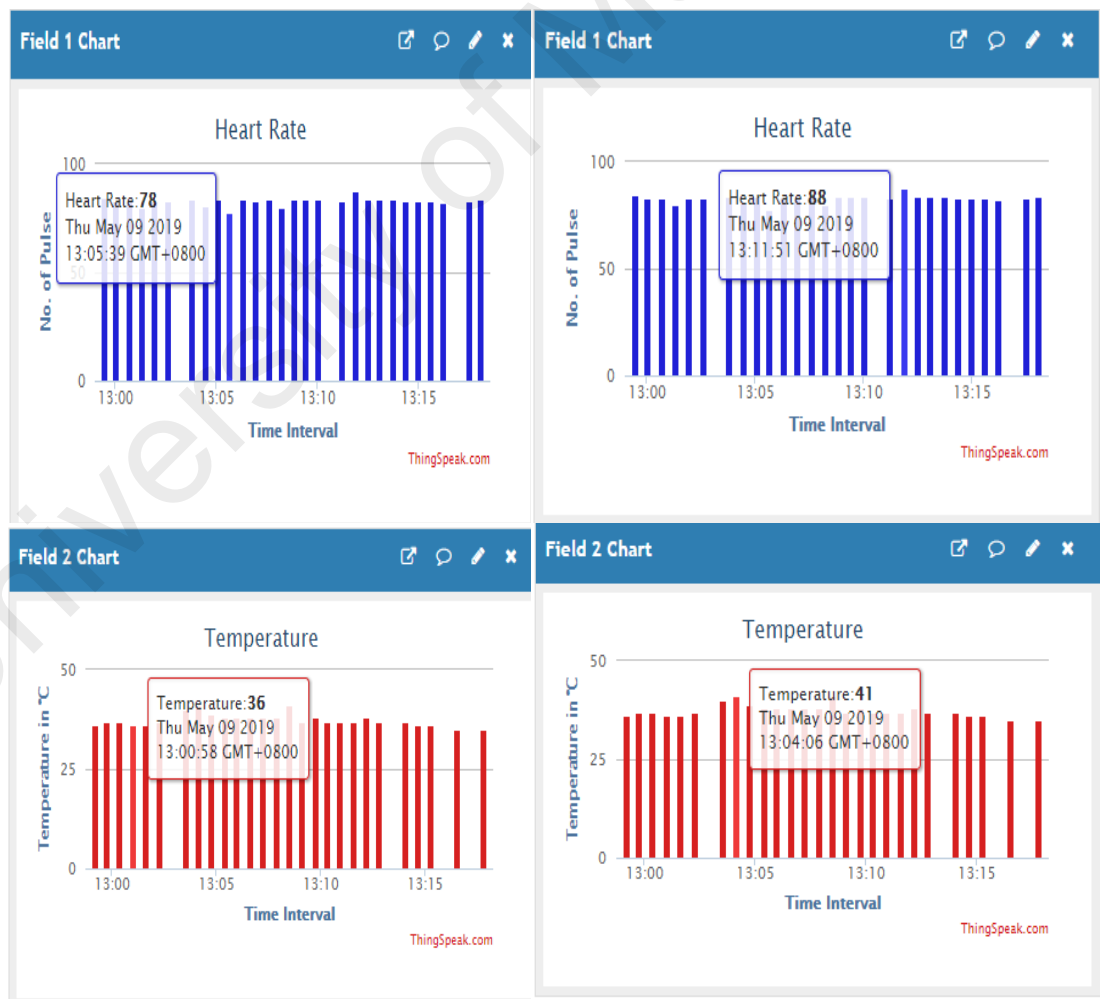 Field 1 Chart
Heart Rate
100
50
0
No. of Pulse
Heart Rate:78
Thu May 09 2019
13:05:39 GMT+0800
13:00 13:05 13:10 13:15
Time Interval
ThingSpeak.com
Field 1 Chart
Heart Rate
100
50
0
No. of Pulse
Heart Rate:88
Thu May 09 2019
13:11:51 GMT+0800
13:00 13:05 13:10 13:15
Time Interval
ThingSpeak.com
Field 2 Chart
Temperature
50
25
0
Temperature in °C
Temperature:36
Thu May 09 2019
13:00:58 GMT+0800
13:00 13:05 13:10 13:15
Time Interval
ThingSpeak.com
Field 2 Chart
Temperature
50
25
0
Temperature in °C
Temperature:41
Thu May 09 2019
13:04:06 GMT+0800
13:00 13:05 13:10 13:15
Time Interval
ThingSpeak.com
of